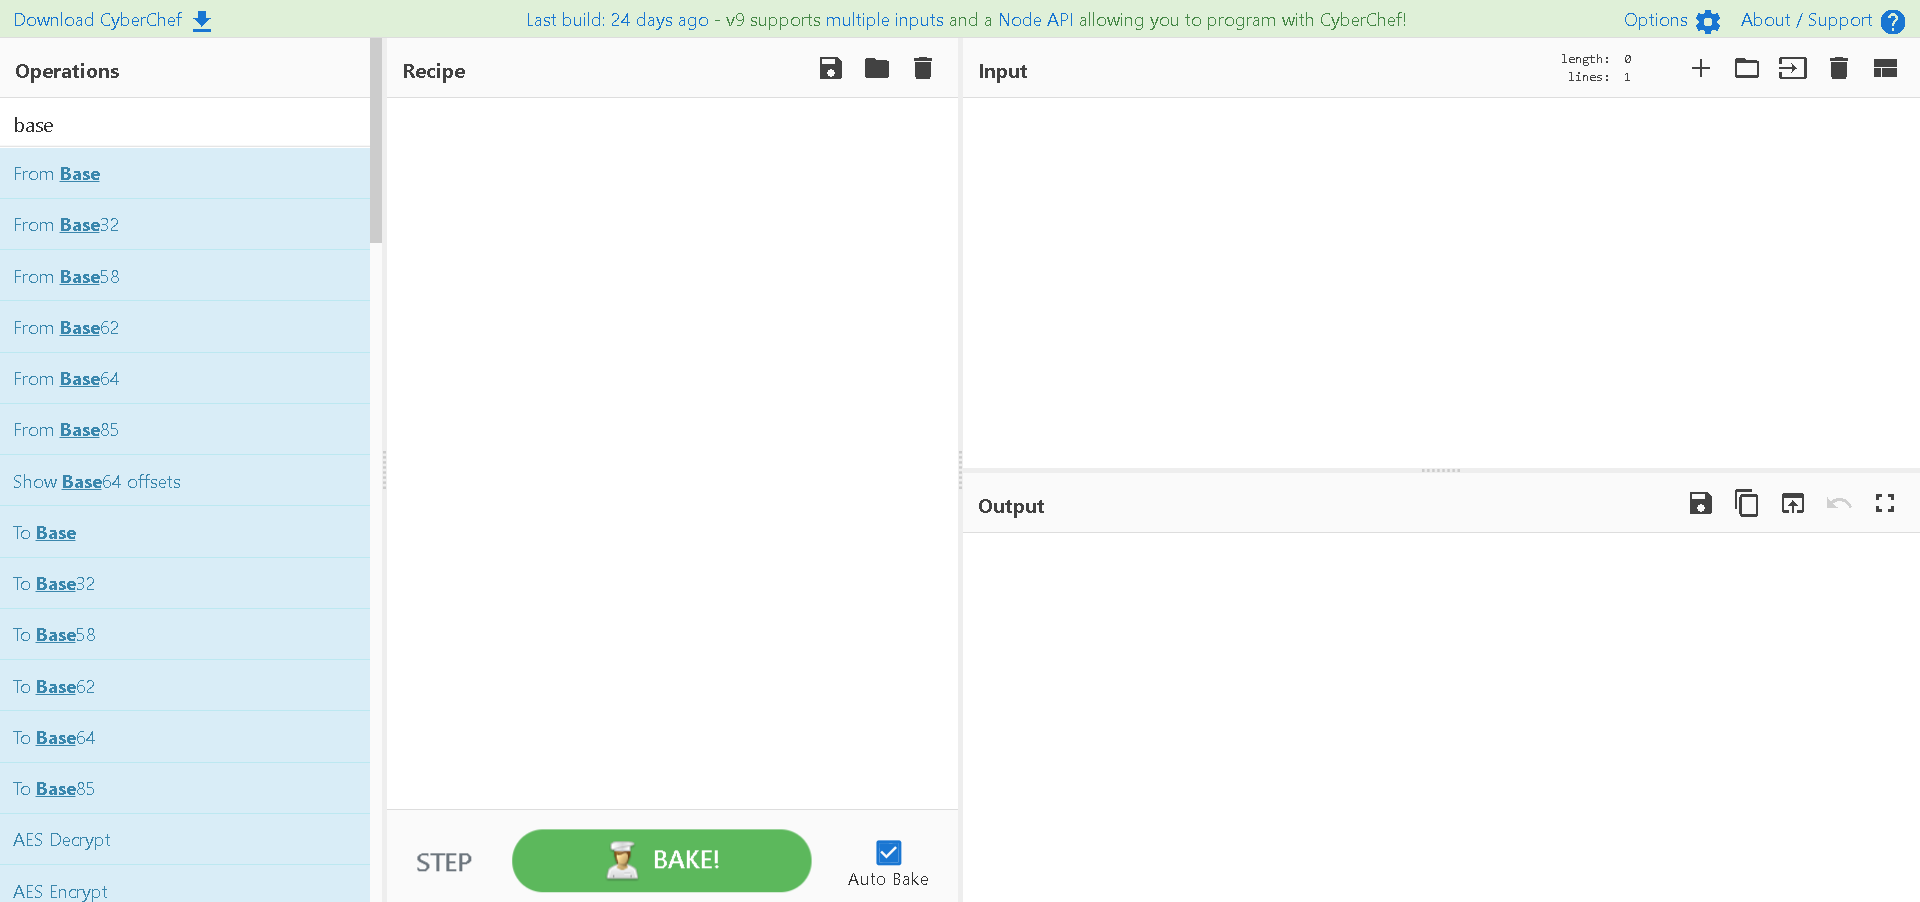 Download CyberChef
Last build: 24 days ago - v9 supports multiple inputs and a Node API allowing you to program with CyberChef!
Options
About / Support
Operations
base
From Base
From Base32
From Base58
From Base62
From Base64
From Base85
Show Base64 offsets
To Base
To Base32
To Base58
To Base62
To Base64
To Base85
AES Decrypt
AES Encrypt
Recipe
STEP
BAKE!
Auto Bake
Input
length: 0
lines: 1
Output